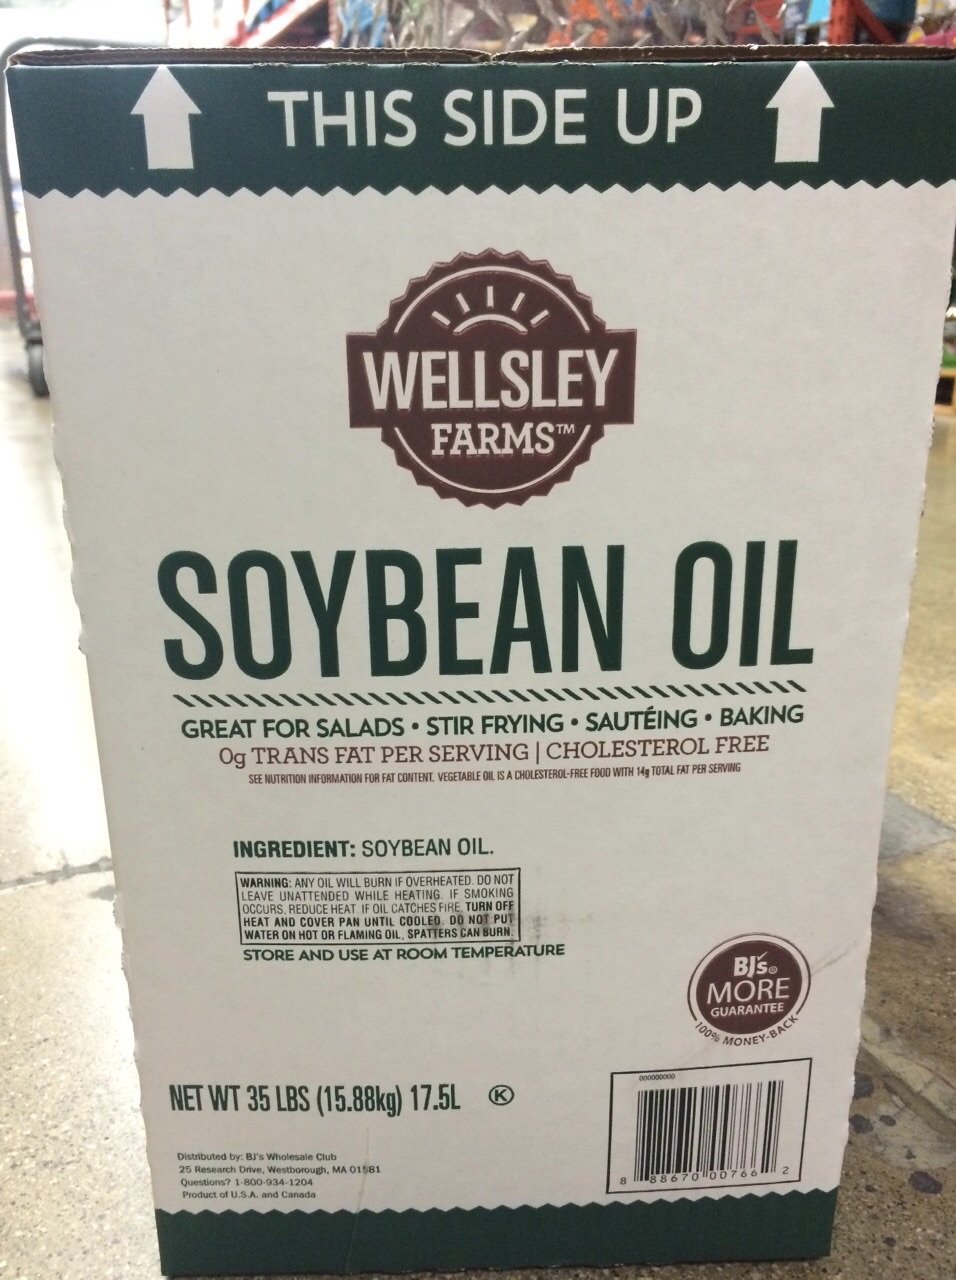 THIS SIDE UP
WELLSLEY
FARMS™
SOYBEAN OIL
GREAT FOR SALADS • STIR FRYING • SAUTÉING • BAKING
0g TRANS FAT PER SERVING | CHOLESTEROL FREE
SEE NUTRITION INFORMATION FOR FAT CONTENT. VEGETABLE OIL IS A CHOLESTEROL-FREE FOOD WITH 14g TOTAL FAT PER SERVING
INGREDIENT: SOYBEAN OIL.
WARNING: ANY OIL WILL BURN IF OVERHEATED. DO NOT
LEAVE UNATTENDED WHILE HEATING. IF SMOKING
OCCURS, REDUCE HEAT. IF OIL CATCHES FIRE, TURN OFF
HEAT AND COVER PAN UNTIL COOLED. DO NOT PUT
WATER ON HOT OR FLAMING OIL, SPATTERS CAN BURN.
STORE AND USE AT ROOM TEMPERATURE
BJ's®
MORE
GUARANTEE
100% MONEY-BACK
NET WT 35 LBS (15.88kg) 17.5L K
Distributed by: BJ's Wholesale Club
25 Research Drive, Westborough, MA 01581
Questions? 1-800-934-1204
Product of U.S.A. and Canada
000000000
8 88670 00766 2